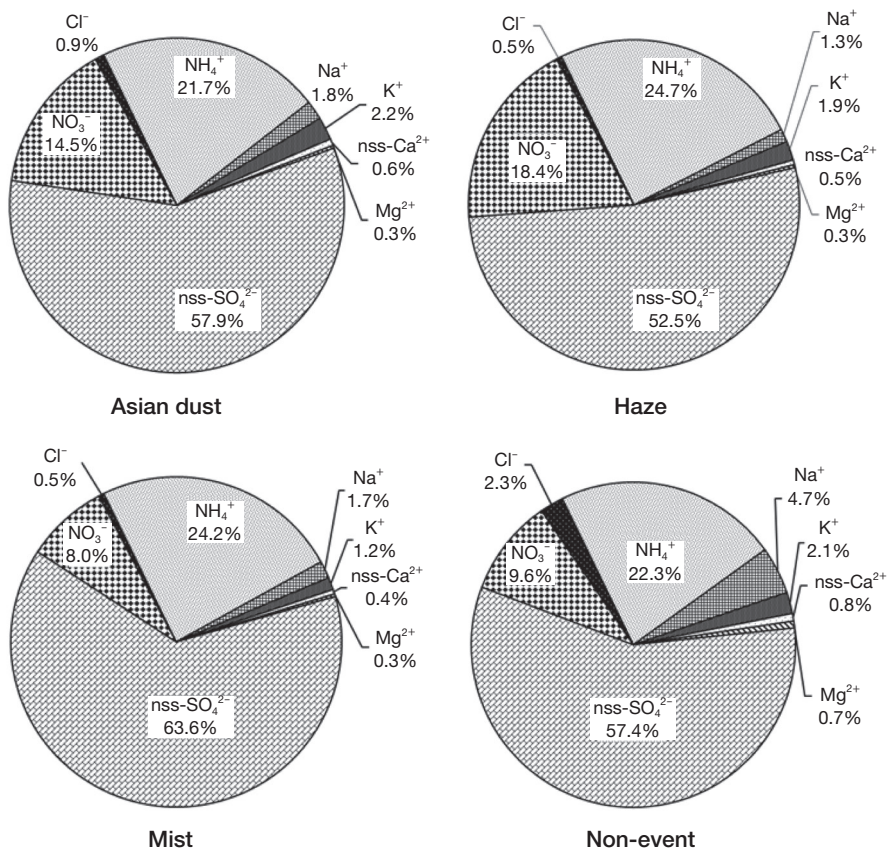 Cl⁻
0.9%
NH₄⁺
21.7%
Na⁺
1.8%
K⁺
2.2%
nss-Ca²⁺
0.6%
Mg²⁺
0.3%
NO₃⁻
14.5%
nss-SO₄²⁻
57.9%
Asian dust
Cl⁻
0.5%
NH₄⁺
24.7%
Na⁺
1.3%
K⁺
1.9%
nss-Ca²⁺
0.5%
Mg²⁺
0.3%
NO₃⁻
18.4%
nss-SO₄²⁻
52.5%
Haze
Cl⁻
0.5%
NH₄⁺
24.2%
Na⁺
1.7%
K⁺
1.2%
nss-Ca²⁺
0.4%
Mg²⁺
0.3%
NO₃⁻
8.0%
nss-SO₄²⁻
63.6%
Mist
Cl⁻
2.3%
NH₄⁺
22.3%
Na⁺
4.7%
K⁺
2.1%
nss-Ca²⁺
0.8%
Mg²⁺
0.7%
NO₃⁻
9.6%
nss-SO₄²⁻
57.4%
Non-event